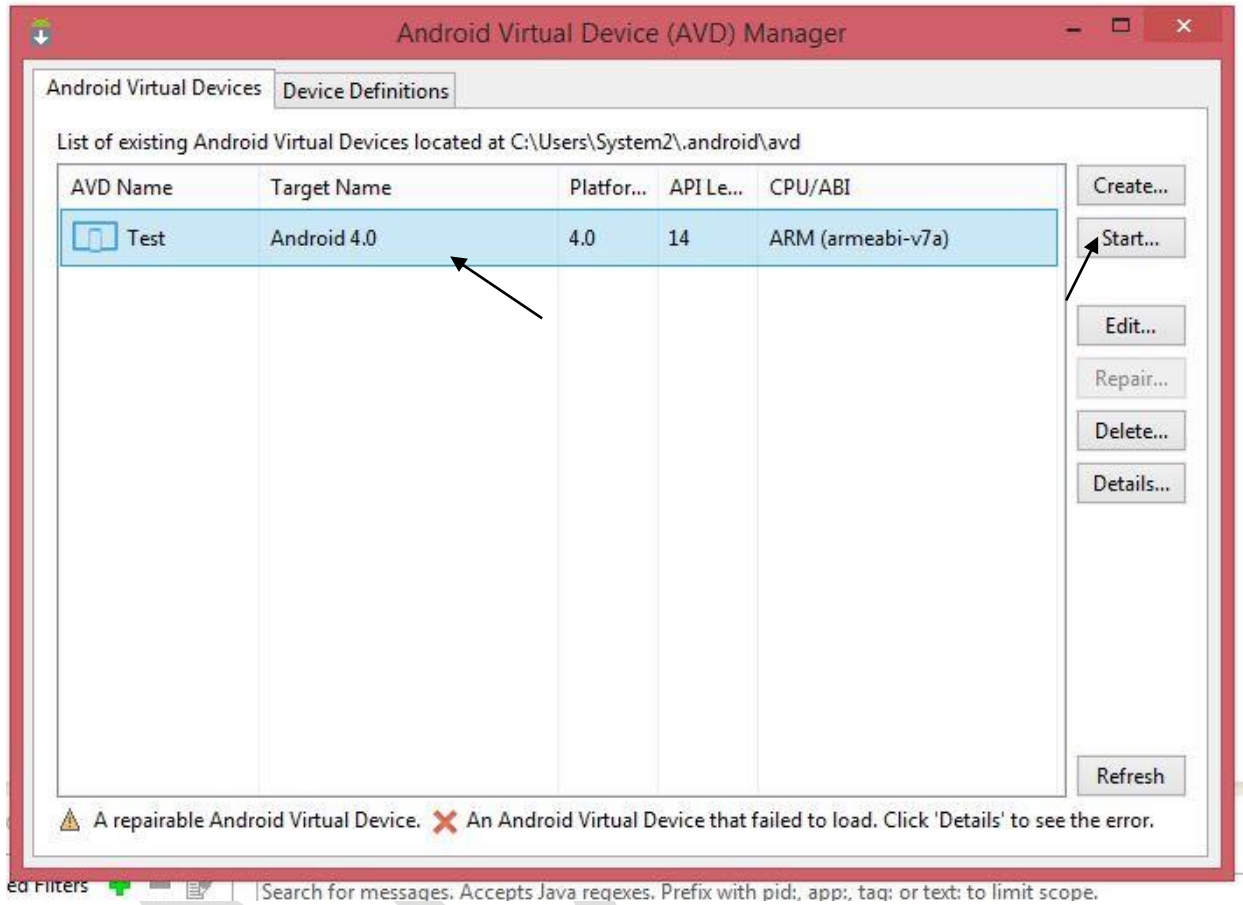 Android Virtual Device (AVD) Manager
Android Virtual Devices Device Definitions
List of existing Android Virtual Devices located at C:\Users\System2\.android\avd
AVD Name Target Name Platfor... API Le... CPU/ABI Create...
Test Android 4.0 4.0 14 ARM (armeabi-v7a) Start...
Edit...
Repair...
Delete...
Details...
Refresh
A repairable Android Virtual Device. An Android Virtual Device that failed to load. Click 'Details' to see the error.
ed Filters Search for messages. Accepts Java regexes. Prefix with pid:, app:, tag: or text: to limit scope.